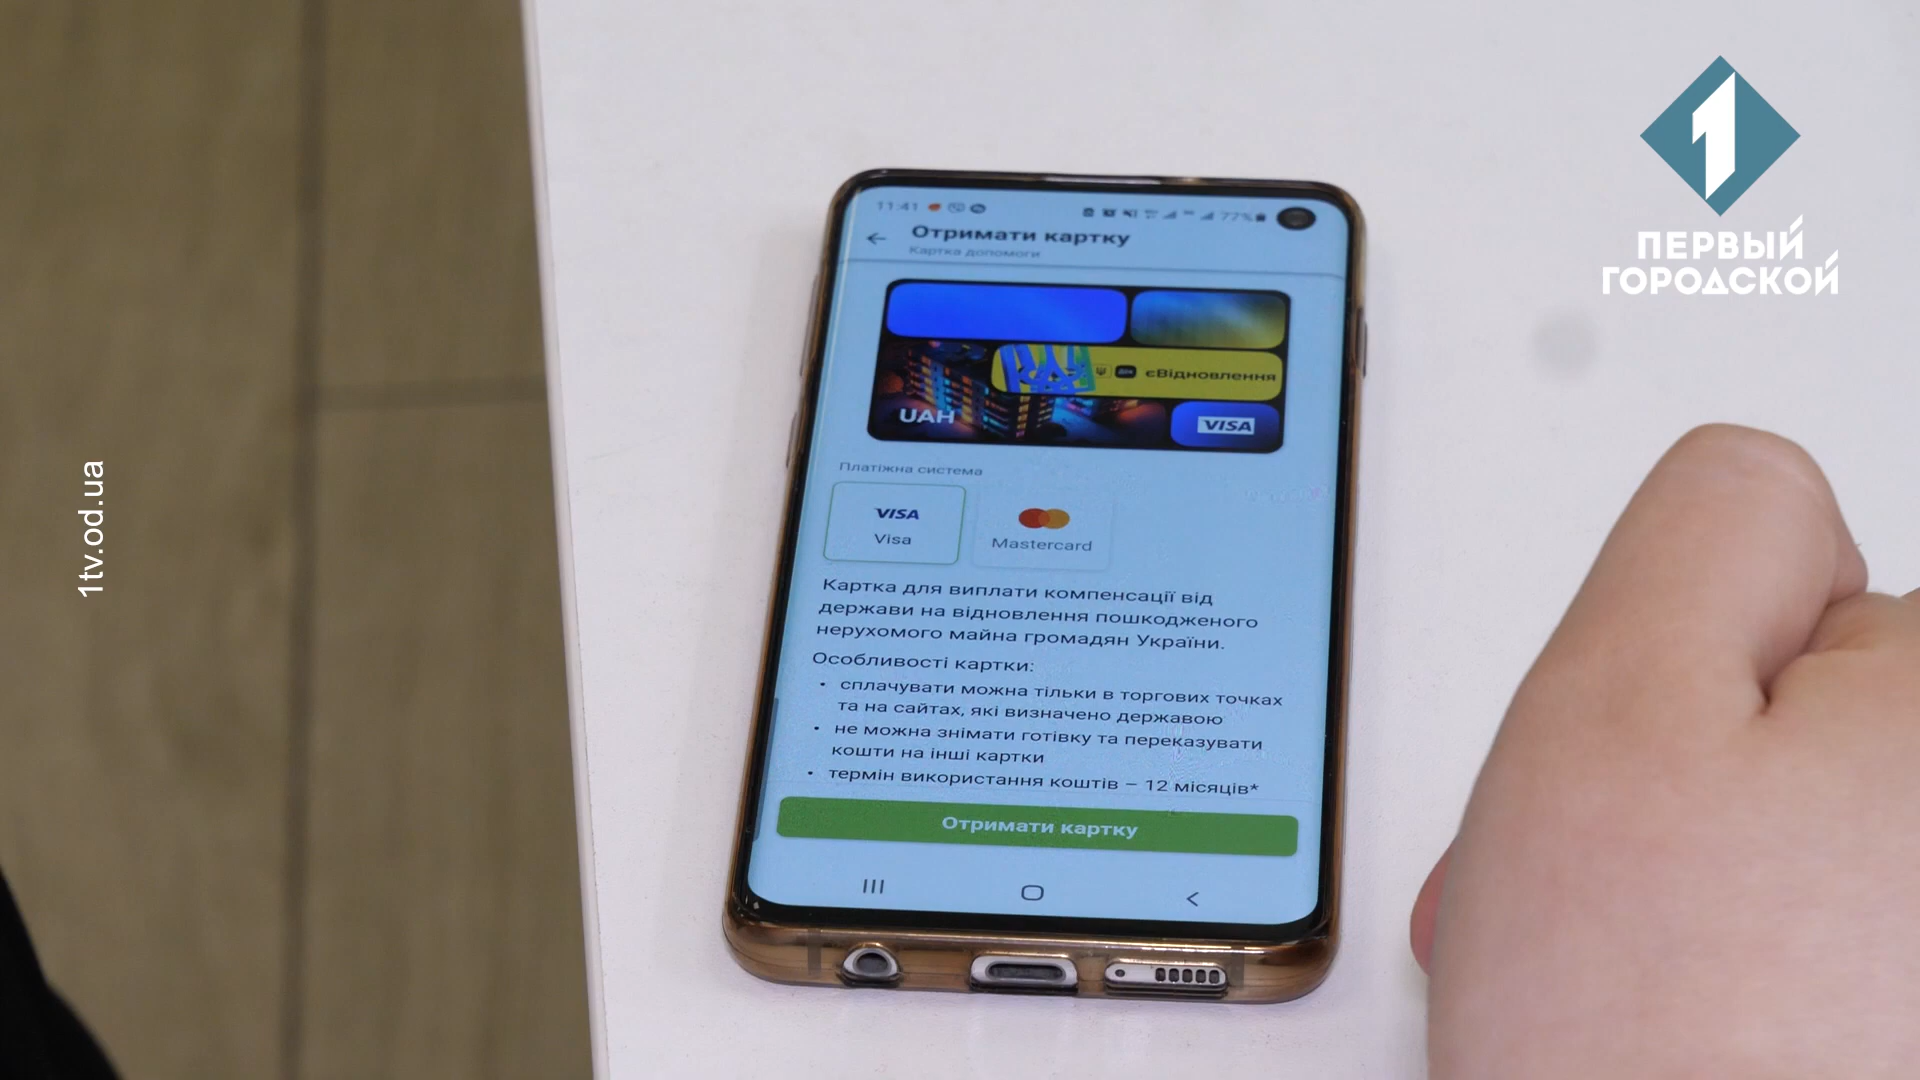 ПЕРВЫЙ
ГОРОДСКОЙ
1tv.od.ua
11:41
77%
Отримати картку
Картка допомоги
єВідновлення
UAH
VISA
Платіжна система
VISA
Visa
Mastercard
Картка для виплати компенсації від
держави на відновлення пошкодженого
нерухомого майна громадян України.
Особливості картки:
• сплачувати можна тільки в торгових точках
та на сайтах, які визначено державою
• не можна знімати готівку та переказувати
кошти на інші картки
• термін використання коштів – 12 місяців*
Отримати картку